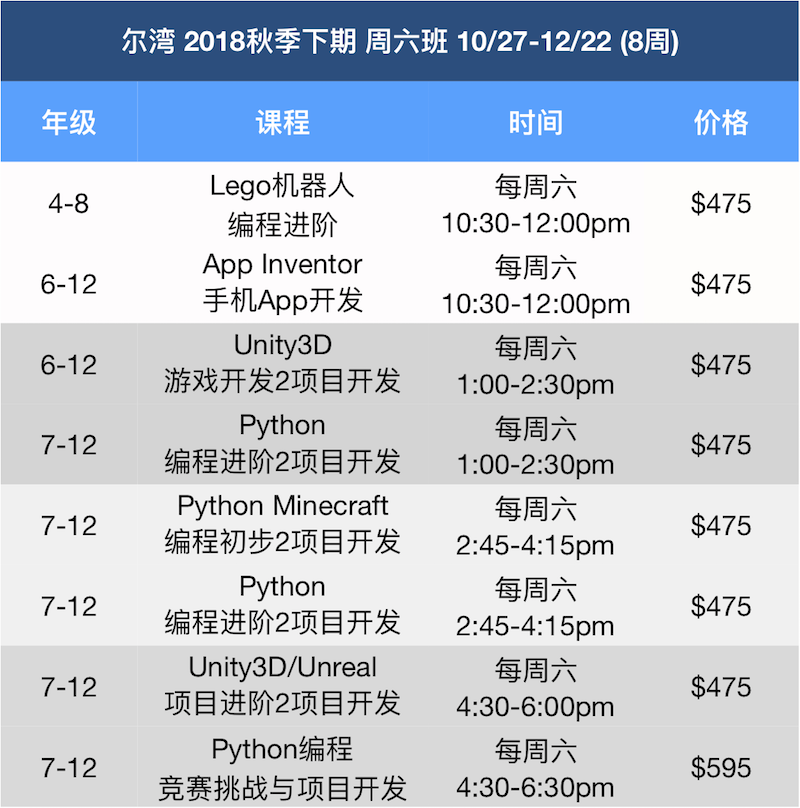 尔湾 2018秋季下期 周六班 10/27-12/22 (8周)
年级 课程 时间 价格
4-8 Lego机器人 每周六 $475
编程进阶 10:30-12:00pm
6-12 App Inventor 每周六 $475
手机App开发 10:30-12:00pm
6-12 Unity3D 每周六 $475
游戏开发2项目开发 1:00-2:30pm
7-12 Python 每周六 $475
编程进阶2项目开发 1:00-2:30pm
7-12 Python Minecraft 每周六 $475
编程初步2项目开发 2:45-4:15pm
7-12 Python 每周六 $475
编程进阶2项目开发 2:45-4:15pm
7-12 Unity3D/Unreal 每周六 $475
项目进阶2项目开发 4:30-6:00pm
7-12 Python编程 每周六 $595
竞赛挑战与项目开发 4:30-6:30pm